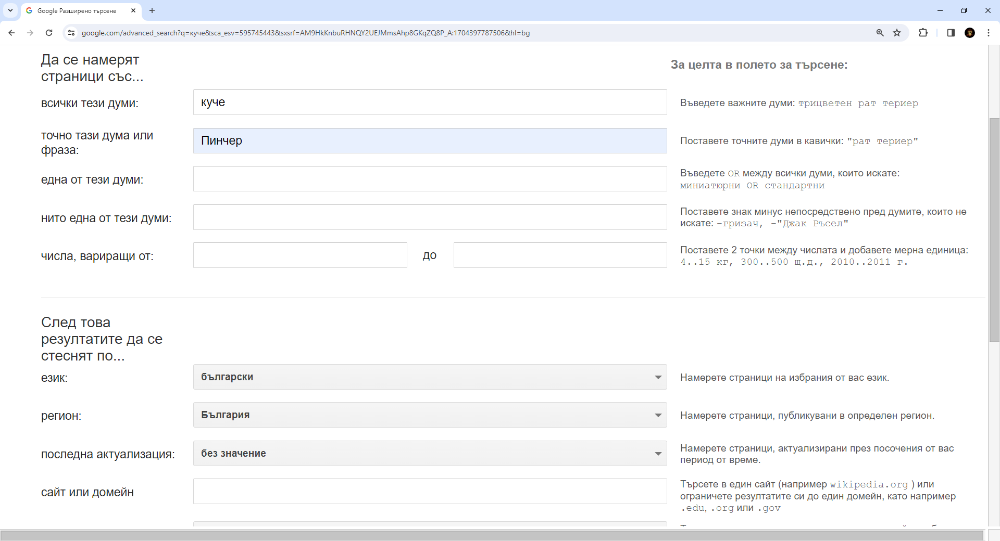 Google Разширено търсене
google.com/advanced_search?q=куче&sca_esv=595745443&sxsrf=AM9HkKnbuRHNQY2UEJMmsAhp8GKqZQ8P_A:1704397787506&hl=bg
Да се намерят
страници със...
За целта в полето за търсене:
всички тези думи:
куче
Въведете важните думи: трицветен рат териер
точно тази дума или
фраза:
Пинчер
Поставете точните думи в кавички: "рат териер"
една от тези думи:
Въведете OR между всички думи, които искате:
миниатюрни OR стандартни
нито една от тези думи:
Поставете знак минус непосредствено пред думите, които не
искате: -гризач, -"Джак Ръсел"
числа, вариращи от:
до
Поставете 2 точки между числата и добавете мерна единица:
4..15 кг, 300..500 щ.д., 2010..2011 г.
След това
резултатите да се
стеснят по...
език:
български
Намерете страници на избрания от вас език.
регион:
България
Намерете страници, публикувани в определен регион.
последна актуализация:
без значение
Намерете страници, актуализирани през посочения от вас
период от време.
сайт или домейн
Търсете в един сайт (например wikipedia.org ) или
ограничете резултатите си до един домейн, като например
.edu, .org или .gov